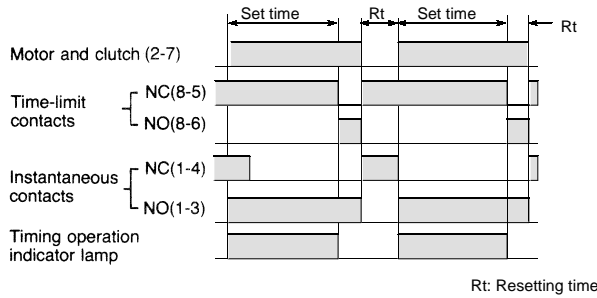 Set time Rt Set time Rt
Motor and clutch (2-7)
NC(8-5)
Time-limit
contacts
NO(8-6)
NC(1-4)
Instantaneous
contacts
NO(1-3)
Timing operation
indicator lamp
Rt: Resetting time